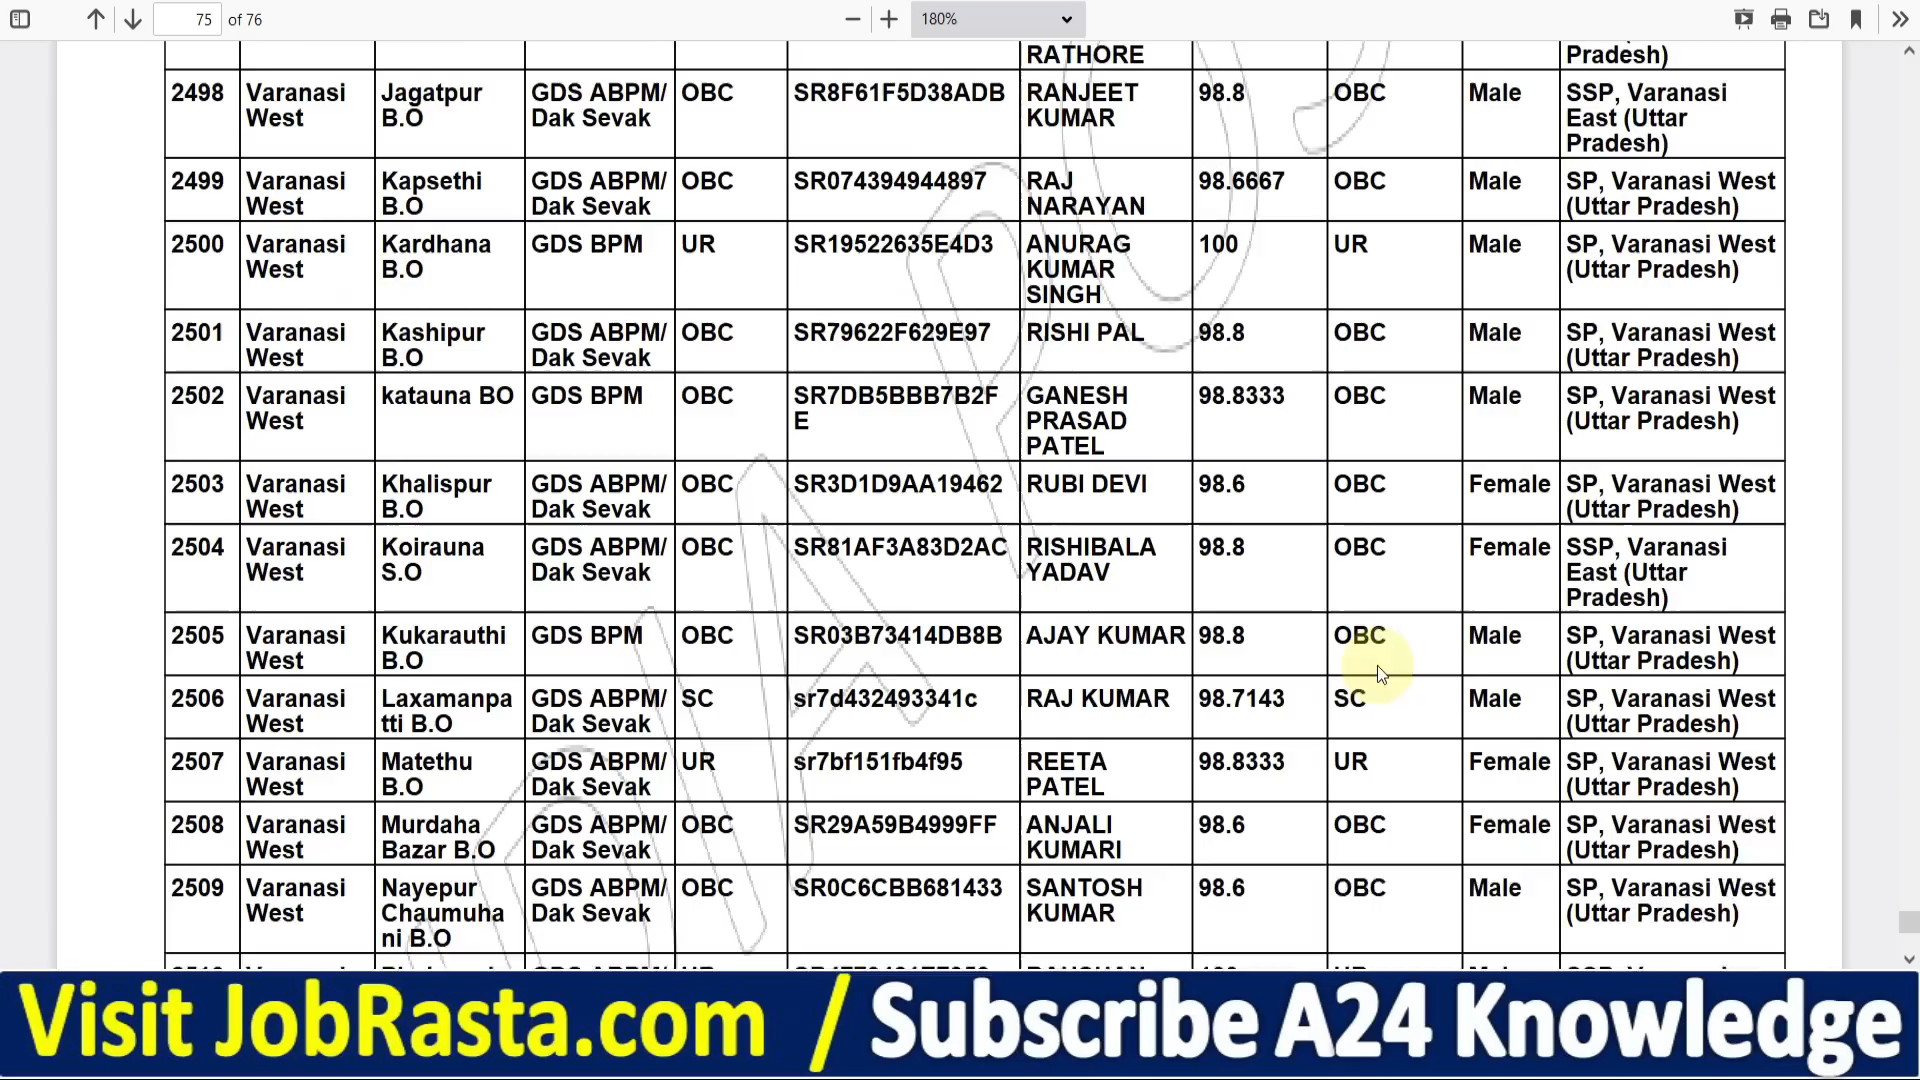 75 of 76 180%
RATHORE Pradesh)
2498 Varanasi Jagatpur GDS ABPM/ OBC SR8F61F5D38ADB RANJEET 98.8 OBC Male SSP, Varanasi
West B.O Dak Sevak KUMAR East (Uttar
Pradesh)
2499 Varanasi Kapsethi GDS ABPM/ OBC SR074394944897 RAJ 98.6667 OBC Male SP, Varanasi West
West B.O Dak Sevak NARAYAN (Uttar Pradesh)
2500 Varanasi Kardhana GDS BPM UR SR19522635E4D3 ANURAG 100 UR Male SP, Varanasi West
West B.O KUMAR (Uttar Pradesh)
SINGH
2501 Varanasi Kashipur GDS ABPM/ OBC SR79622F629E97 RISHI PAL 98.8 OBC Male SP, Varanasi West
West B.O Dak Sevak (Uttar Pradesh)
2502 Varanasi katauna BO GDS BPM OBC SR7DB5BBB7B2F GANESH 98.8333 OBC Male SP, Varanasi West
West E PRASAD (Uttar Pradesh)
PATEL
2503 Varanasi Khalispur GDS ABPM/ OBC SR3D1D9AA19462 RUBI DEVI 98.6 OBC Female SP, Varanasi West
West B.O Dak Sevak (Uttar Pradesh)
2504 Varanasi Koirauna GDS ABPM/ OBC SR81AF3A83D2AC RISHIBALA 98.8 OBC Female SSP, Varanasi
West S.O Dak Sevak YADAV East (Uttar
Pradesh)
2505 Varanasi Kukarauthi GDS BPM OBC SR03B73414DB8B AJAY KUMAR 98.8 OBC Male SP, Varanasi West
West B.O (Uttar Pradesh)
2506 Varanasi Laxamanpa GDS ABPM/ SC sr7d432493341c RAJ KUMAR 98.7143 SC Male SP, Varanasi West
West tti B.O Dak Sevak (Uttar Pradesh)
2507 Varanasi Matethu GDS ABPM/ UR sr7bf151fb4f95 REETA 98.8333 UR Female SP, Varanasi West
West B.O Dak Sevak PATEL (Uttar Pradesh)
2508 Varanasi Murdaha GDS ABPM/ OBC SR29A59B4999FF ANJALI 98.6 OBC Female SP, Varanasi West
West Bazar B.O Dak Sevak KUMARI (Uttar Pradesh)
2509 Varanasi Nayepur GDS ABPM/ OBC SR0C6CBB681433 SANTOSH 98.6 OBC Male SP, Varanasi West
West Chaumuha Dak Sevak KUMAR (Uttar Pradesh)
ni B.O
Visit JobRasta.com / Subscribe A24 Knowledge